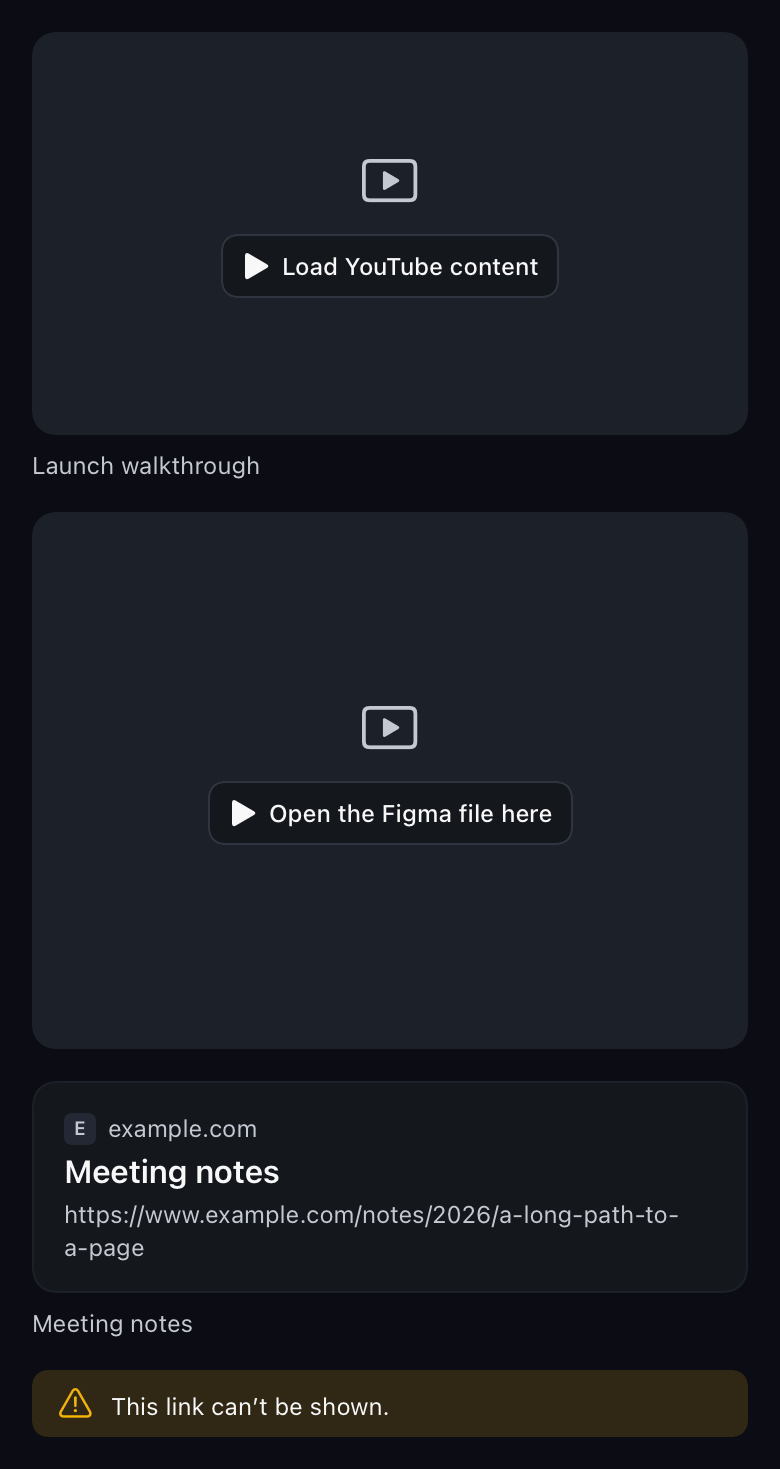 Load YouTube content
Launch walkthrough
Open the Figma file here
E example.com
Meeting notes
https://www.example.com/notes/2026/a-long-path-to-
a-page
Meeting notes
This link can’t be shown.